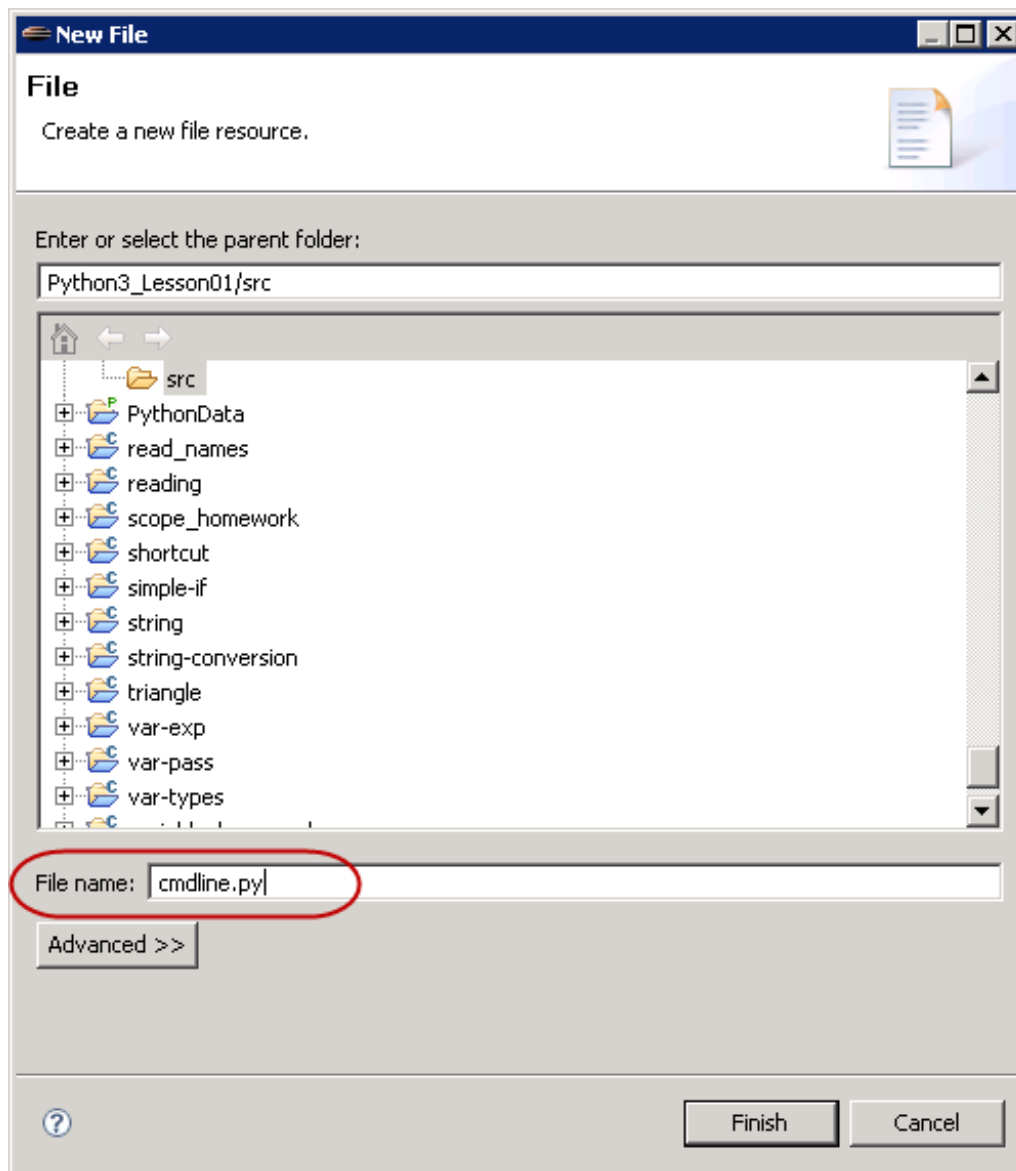 New File
File
Create a new file resource.
Enter or select the parent folder:
Python3_Lesson01/src
src
PythonData
read_names
reading
scope_homework
shortcut
simple-if
string
string-conversion
triangle
var-exp
var-pass
var-types
File name: cmdline.py
Advanced >>
Finish
Cancel